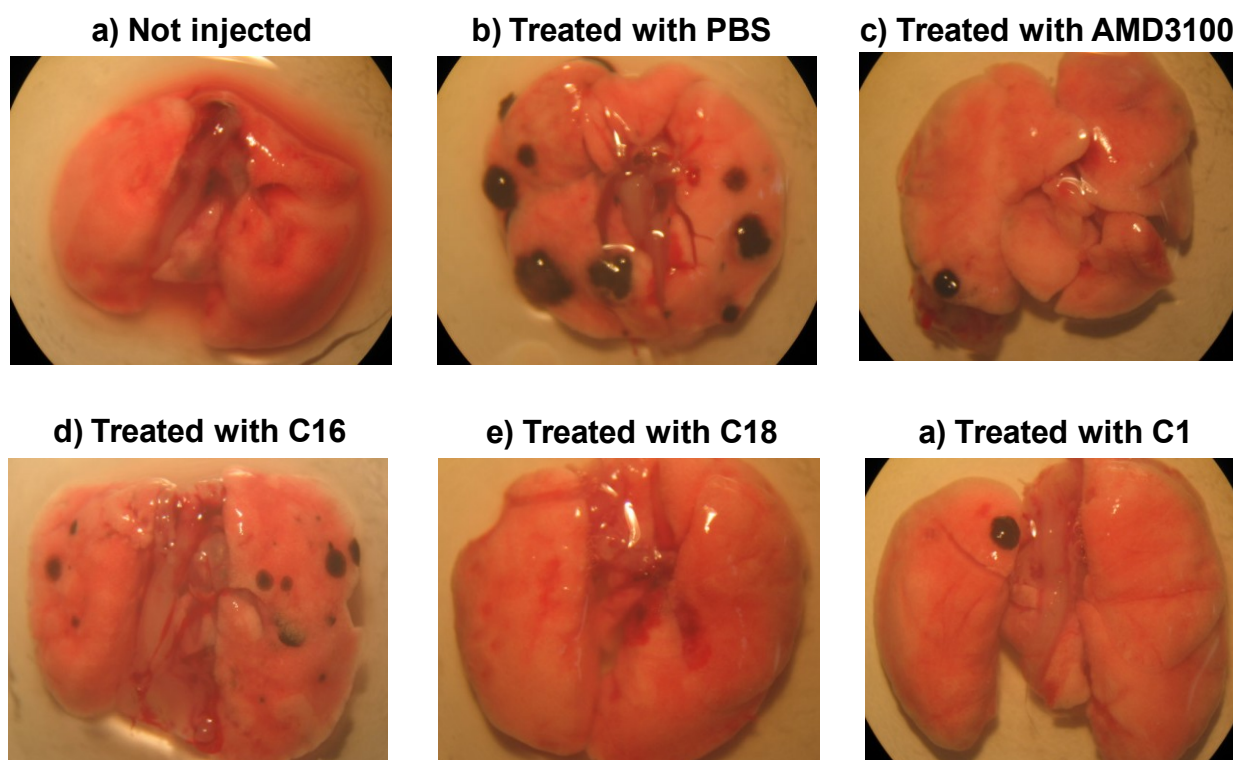 a) Not injected
b) Treated with PBS
c) Treated with AMD3100
d) Treated with C16
e) Treated with C18
a) Treated with C1